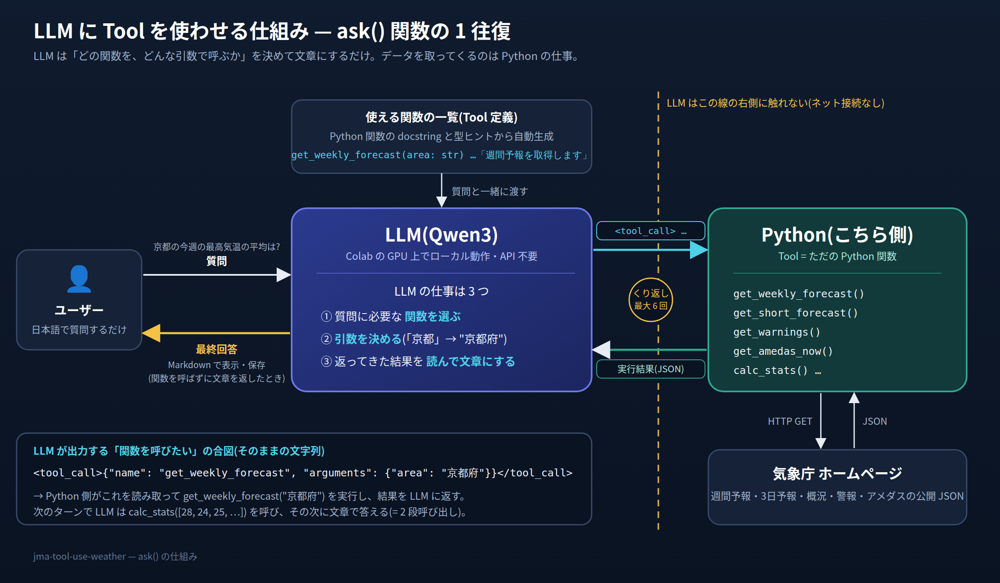 LLM に Tool を使わせる仕組み — ask() 関数の 1 往復
LLM は「どの関数を、どんな引数で呼ぶか」を決めて文章にするだけ。データを取ってくるのは Python の仕事。
LLM はこの線の右側に触れない(ネット接続なし)
使える関数の一覧(Tool 定義)
Python 関数の docstring と型ヒントから自動生成
get_weekly_forecast(area: str) …「週間予報を取得します」
質問と一緒に渡す
京都の今週の最高気温の平均は?
質問
ユーザー
日本語で質問するだけ
最終回答
Markdown で表示・保存
(関数を呼ばずに文章を返したとき)
LLM(Qwen3)
Colab の GPU 上でローカル動作・API 不要
LLM の仕事は 3 つ
① 質問に必要な 関数を選ぶ
② 引数を決める(「京都」→ "京都府")
③ 返ってきた結果を 読んで文章にする
<tool_call> …
くり返し
最大 6 回
実行結果(JSON)
Python(こちら側)
Tool = ただの Python 関数
get_weekly_forecast()
get_short_forecast()
get_warnings()
get_amedas_now()
calc_stats() …
HTTP GET
JSON
気象庁 ホームページ
週間予報・3日予報・概況・警報・アメダスの公開 JSON
LLM が出力する「関数を呼びたい」の合図(そのままの文字列)
<tool_call>{"name": "get_weekly_forecast", "arguments": {"area": "京都府"}}</tool_call>
→ Python 側がこれを読み取って get_weekly_forecast("京都府") を実行し、結果を LLM に返す。
次のターンで LLM は calc_stats([28, 24, 25, …]) を呼び、その次に文章で答える(= 2 段呼び出し)。
jma-tool-use-weather — ask() の仕組み